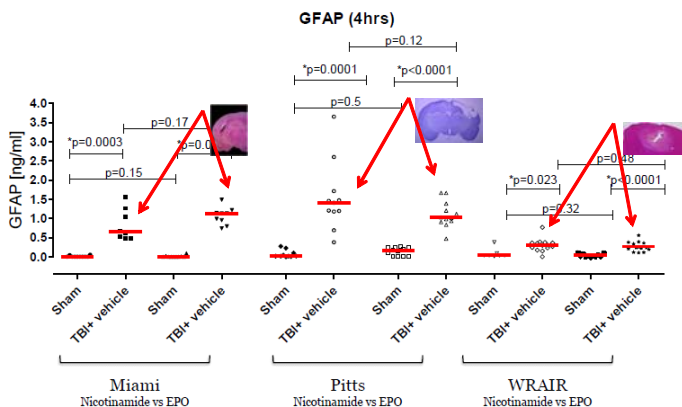 GFAP (4hrs)
p=0.12
*p=0.0001
*p<0.0001
p=0.5
p=0.17
*p=0.0003
*p=0.0
p=0.15
p=0.48
*p=0.023
*p<0.0001
p=0.32
GFAP [ng/ml]
4.0
3.5
3.0
2.5
2.0
1.5
1.0
0.5
0.0
Sham
TBI+ vehicle
Sham
TBI+ vehicle
Sham
TBI+ vehicle
Sham
TBI+ vehicle
Sham
TBI+ vehicle
Sham
TBI+ vehicle
Miami
Nicotinamide vs EPO
Pitts
Nicotinamide vs EPO
WRAIR
Nicotinamide vs EPO